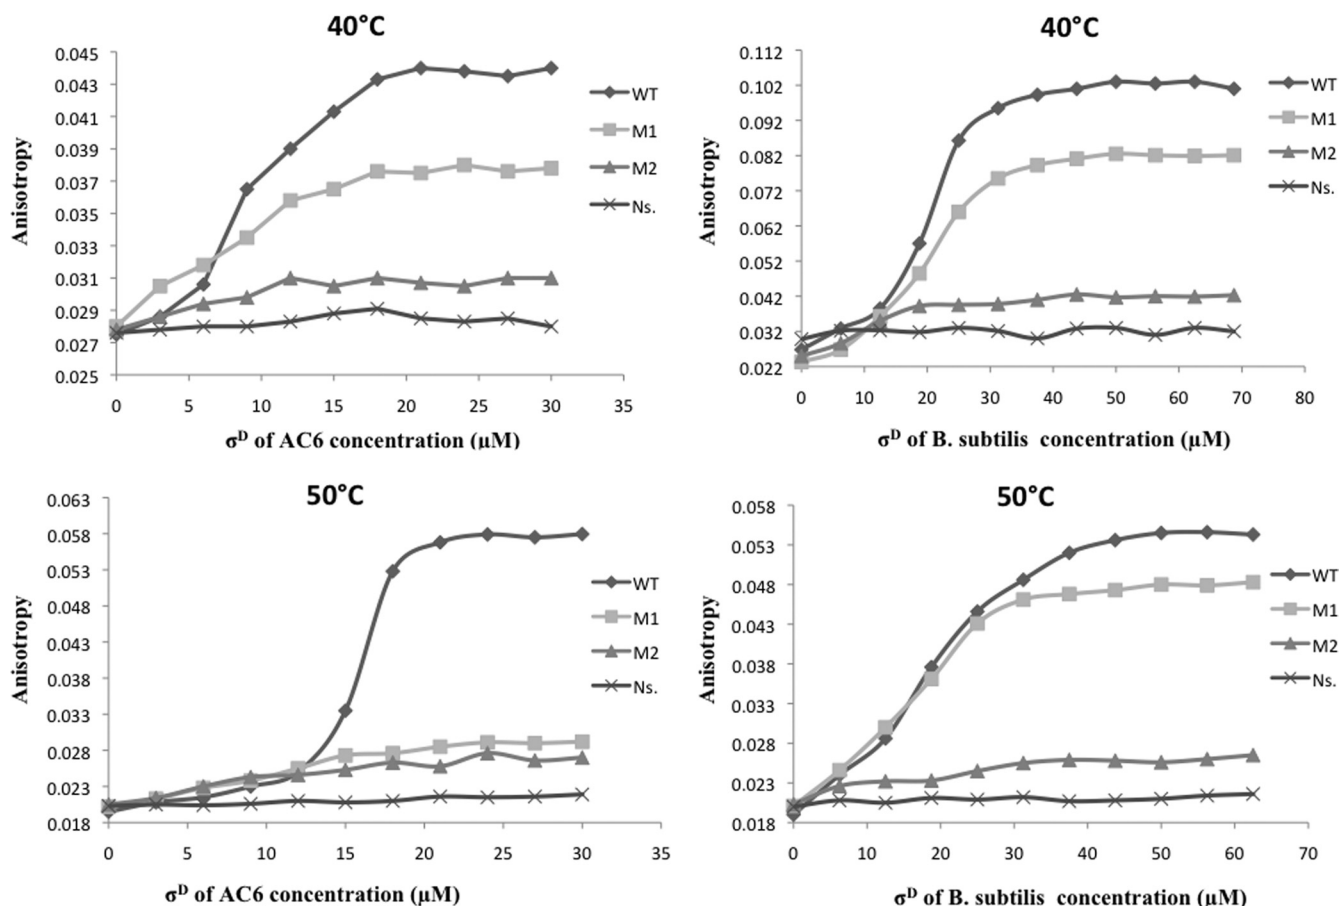 40°C
0.045
0.043
0.041
0.039
0.037
0.035
0.033
0.031
0.029
0.027
0.025
Anisotropy
0 5 10 15 20 25 30 35
σᴰ of AC6 concentration (µM)
WT
M1
M2
Ns.
40°C
0.112
0.102
0.092
0.082
0.072
0.062
0.052
0.042
0.032
0.022
Anisotropy
0 10 20 30 40 50 60 70 80
σᴰ of B. subtilis concentration (µM)
WT
M1
M2
Ns.
50°C
0.063
0.058
0.053
0.048
0.043
0.038
0.033
0.028
0.023
0.018
Anisotropy
0 5 10 15 20 25 30 35
σᴰ of AC6 concentration (µM)
WT
M1
M2
Ns.
50°C
0.058
0.053
0.048
0.043
0.038
0.033
0.028
0.023
0.018
Anisotropy
0 10 20 30 40 50 60 70
σᴰ of B. subtilis concentration (µM)
WT
M1
M2
Ns.